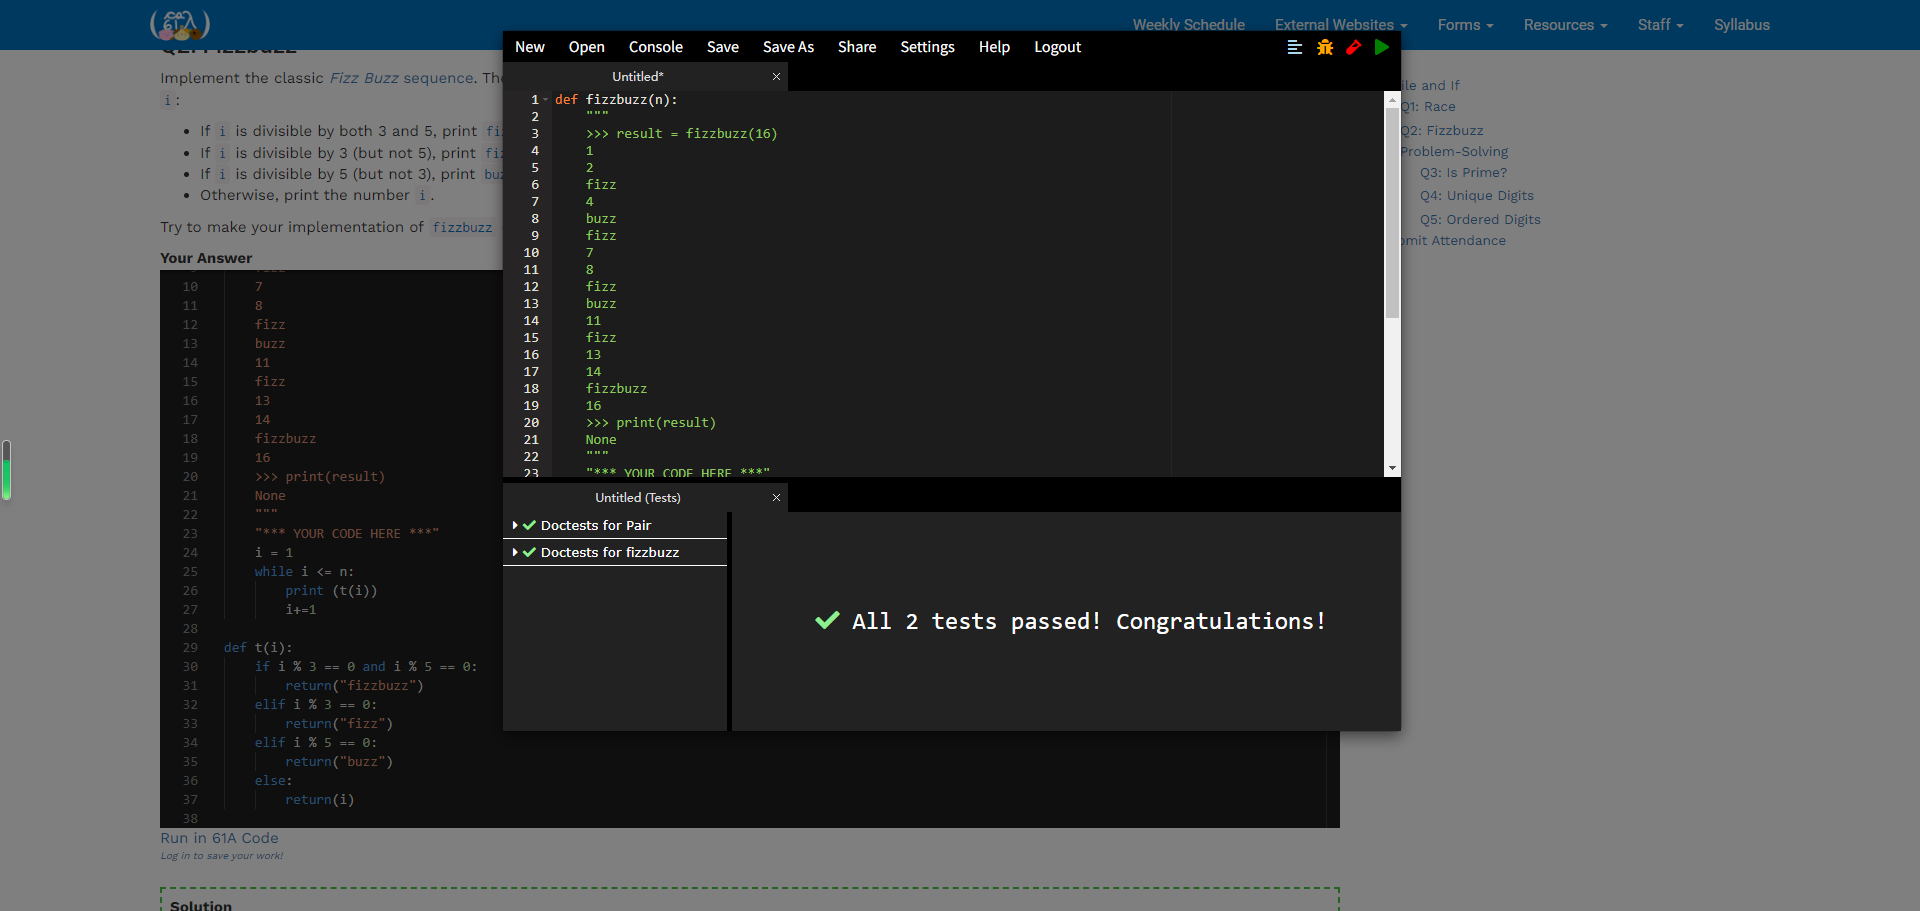 61A
Weekly Schedule
External Websites
Forms
Resources
Staff
Syllabus
Implement the classic Fizz Buzz sequence.
i:
If i is divisible by both 3 and 5, print
If i is divisible by 3 (but not 5), print
If i is divisible by 5 (but not 3), print
Otherwise, print the number i.
Try to make your implementation of fizzbuzz
Your Answer
10 7
11 8
12 fizz
13 buzz
14 11
15 fizz
16 13
17 14
18 fizzbuzz
19 16
20 >>> print(result)
21 None
22 """
23 "*** YOUR CODE HERE ***"
24 i = 1
25 while i <= n:
26 print (t(i))
27 i+=1
28
29 def t(i):
30 if i % 3 == 0 and i % 5 == 0:
31 return("fizzbuzz")
32 elif i % 3 == 0:
33 return("fizz")
34 elif i % 5 == 0:
35 return("buzz")
36 else:
37 return(i)
38
Run in 61A Code
Log in to save your work!
Solution
New
Open
Console
Save
Save As
Share
Settings
Help
Logout
Untitled*
1 def fizzbuzz(n):
2 """
3 >>> result = fizzbuzz(16)
4 1
5 2
6 fizz
7 4
8 buzz
9 fizz
10 7
11 8
12 fizz
13 buzz
14 11
15 fizz
16 13
17 14
18 fizzbuzz
19 16
20 >>> print(result)
21 None
22 """
23 "*** YOUR CODE HERE ***"
Untitled (Tests)
Doctests for Pair
Doctests for fizzbuzz
All 2 tests passed! Congratulations!
and If
Q1: Race
Q2: Fizzbuzz
Problem-Solving
Q3: Is Prime?
Q4: Unique Digits
Q5: Ordered Digits
Attendance